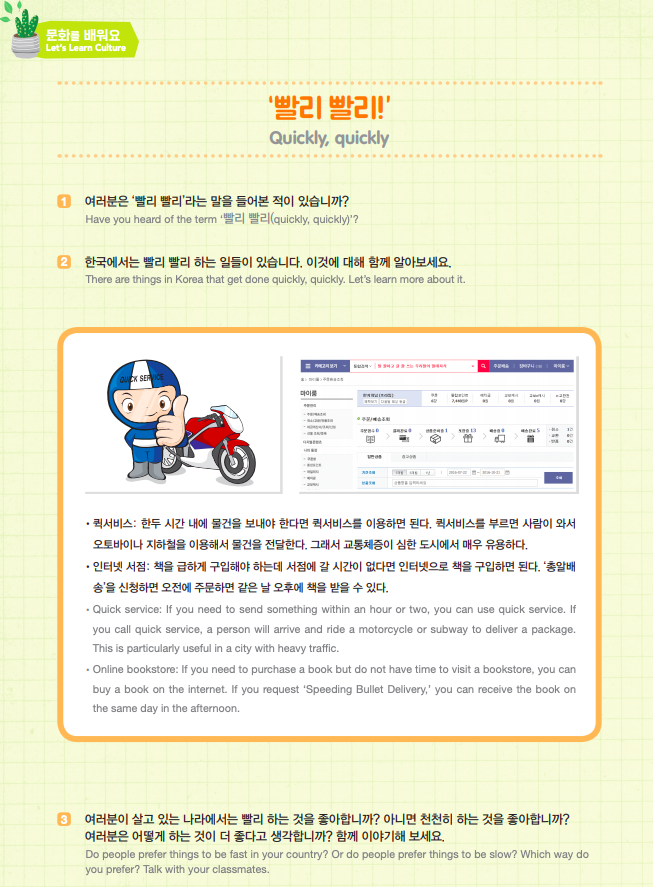 문화를 배워요
Let's Learn Culture
'빨리 빨리!'
Quickly, quickly
1 여러분은 '빨리 빨리'라는 말을 들어본 적이 있습니까?
Have you heard of the term '빨리 빨리(quickly, quickly)'?
2 한국에서는 빨리 빨리 하는 일들이 있습니다. 이것에 대해 함께 알아보세요.
There are things in Korea that get done quickly, quickly. Let's learn more about it.
QUICK SERVICE
마이룸
주문/배송조회
• 퀵서비스: 한두 시간 내에 물건을 보내야 한다면 퀵서비스를 이용하면 된다. 퀵서비스를 부르면 사람이 와서
오토바이나 지하철을 이용해서 물건을 전달한다. 그래서 교통체증이 심한 도시에서 매우 유용하다.
• 인터넷 서점: 책을 급하게 구입해야 하는데 서점에 갈 시간이 없다면 인터넷으로 책을 구입하면 된다. '총알배
송'을 신청하면 오전에 주문하면 같은 날 오후에 책을 받을 수 있다.
• Quick service: If you need to send something within an hour or two, you can use quick service. If
you call quick service, a person will arrive and ride a motorcycle or subway to deliver a package.
This is particularly useful in a city with heavy traffic.
• Online bookstore: If you need to purchase a book but do not have time to visit a bookstore, you can
buy a book on the internet. If you request 'Speeding Bullet Delivery,' you can receive the book on
the same day in the afternoon.
3 여러분이 살고 있는 나라에서는 빨리 하는 것을 좋아합니까? 아니면 천천히 하는 것을 좋아합니까?
여러분은 어떻게 하는 것이 더 좋다고 생각합니까? 함께 이야기해 보세요.
Do people prefer things to be fast in your country? Or do people prefer things to be slow? Which way do
you prefer? Talk with your classmates.